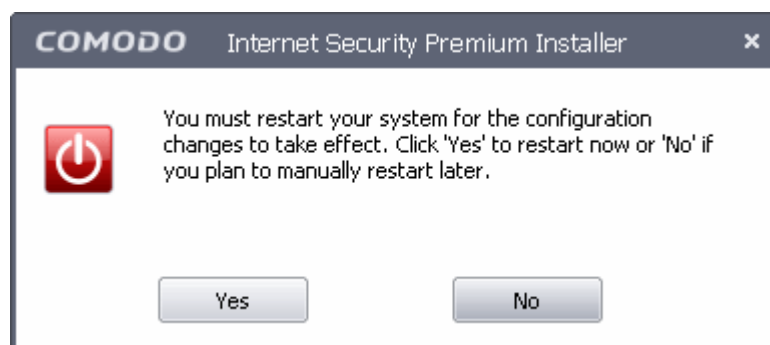 COMODO Internet Security Premium Installer
You must restart your system for the configuration
changes to take effect. Click 'Yes' to restart now or 'No' if
you plan to manually restart later.
Yes No